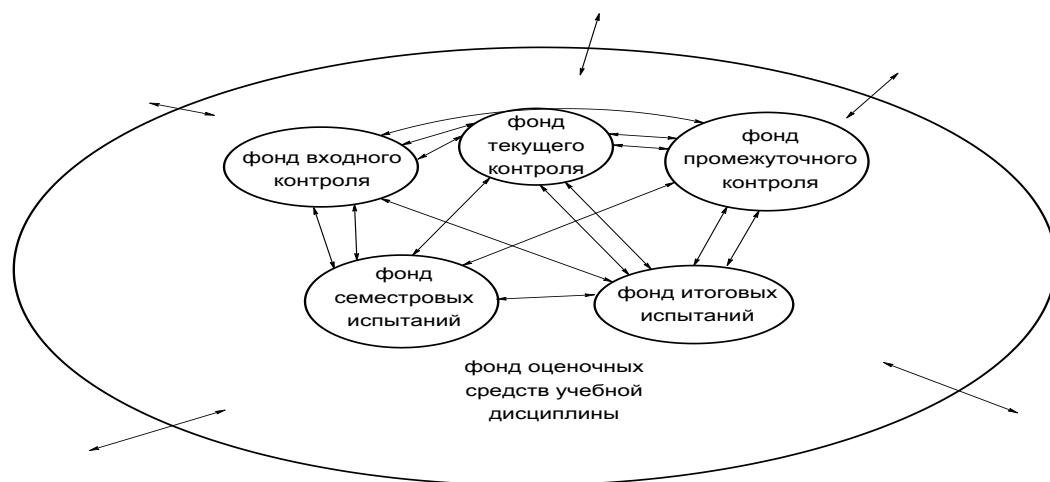 фонд входного
контроля
фонд
текущего
контроля
фонд
промежуточного
контроля
фонд
семестровых
испытаний
фонд итоговых
испытаний
фонд оценочных
средств учебной
дисциплины